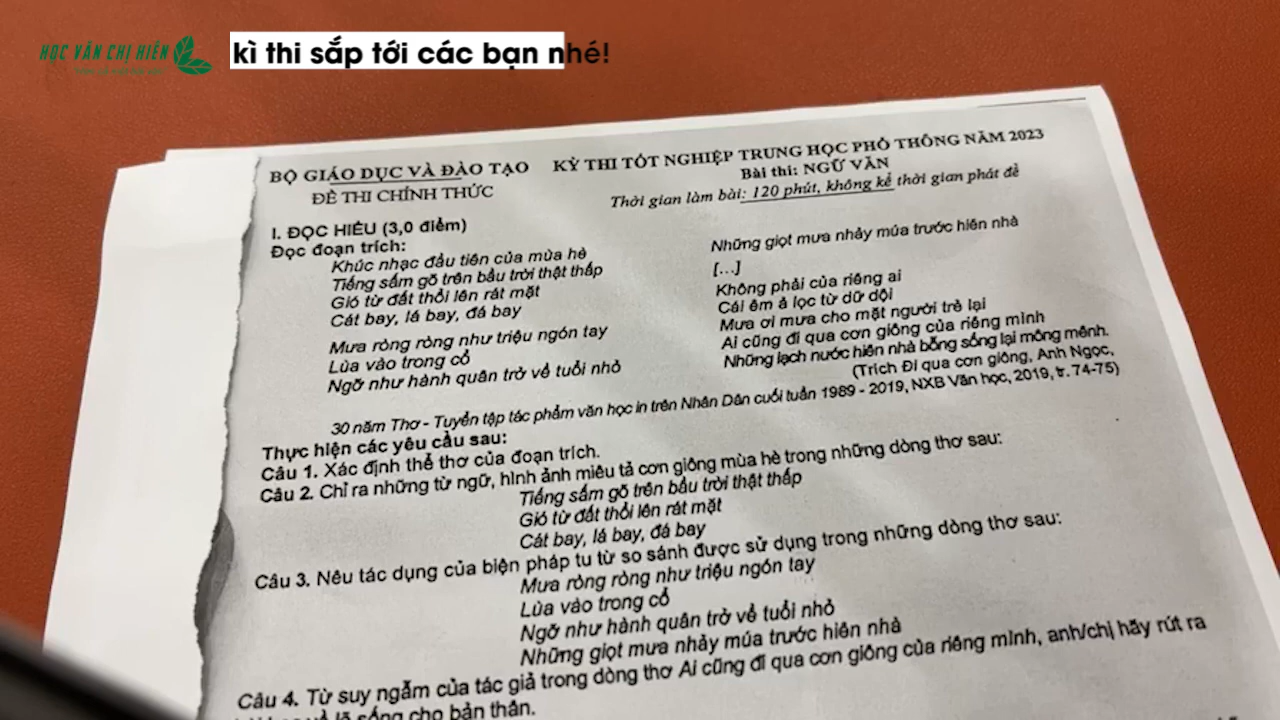 HỌC VĂN CHỊ HIÊN
kì thi sắp tới các bạn nhé!
BỘ GIÁO DỤC VÀ ĐÀO TẠO
ĐỀ THI CHÍNH THỨC
KỲ THI TỐT NGHIỆP TRUNG HỌC PHỔ THÔNG NĂM 2023
Bài thi: NGỮ VĂN
Thời gian làm bài: 120 phút, không kể thời gian phát đề
I. ĐỌC HIỂU (3,0 điểm)
Đọc đoạn trích:
Khúc nhạc đầu tiên của mùa hè
Tiếng sấm gõ trên bầu trời thật thấp
Gió từ đất thổi lên rát mặt
Cát bay, lá bay, đá bay
Mưa ròng ròng như triệu ngón tay
Lùa vào trong cổ
Ngỡ như hành quân trở về tuổi nhỏ
Những giọt mưa nhảy múa trước hiên nhà
[...]
Không phải của riêng ai
Cái êm ả lọc từ dữ dội
Mưa ơi mưa cho mặt người trẻ lại
Ai cũng đi qua cơn giông của riêng mình
Những lạch nước hiên nhà bỗng sống lại mông mênh.
(Trích Đi qua cơn giông, Anh Ngọc,
30 năm Thơ - Tuyển tập tác phẩm văn học in trên Nhân Dân cuối tuần 1989 - 2019, NXB Văn học, 2019, tr. 74-75)
Thực hiện các yêu cầu sau:
Câu 1. Xác định thể thơ của đoạn trích.
Câu 2. Chỉ ra những từ ngữ, hình ảnh miêu tả cơn giông mùa hè trong những dòng thơ sau:
Tiếng sấm gõ trên bầu trời thật thấp
Gió từ đất thổi lên rát mặt
Cát bay, lá bay, đá bay
Câu 3. Nêu tác dụng của biện pháp tu từ so sánh được sử dụng trong những dòng thơ sau:
Mưa ròng ròng như triệu ngón tay
Lùa vào trong cổ
Ngỡ như hành quân trở về tuổi nhỏ
Những giọt mưa nhảy múa trước hiên nhà
Câu 4. Từ suy ngẫm của tác giả trong dòng thơ Ai cũng đi qua cơn giông của riêng mình, anh/chị hãy rút ra
về lẽ sống cho bản thân.